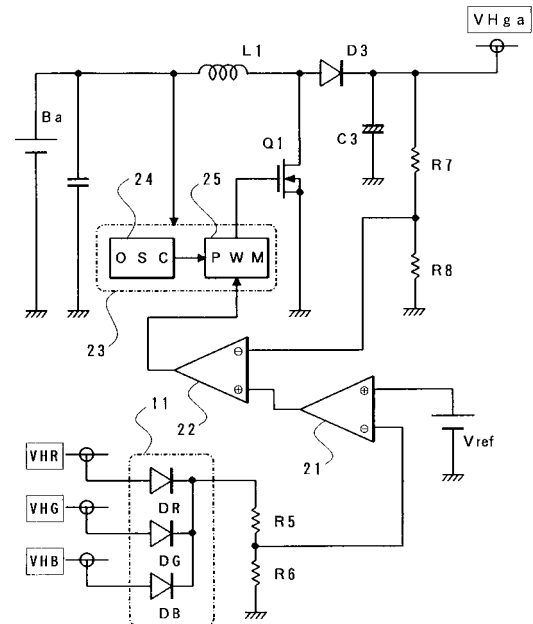 VHga
L1
D3
Ba
Q1
C3
R7
24
25
OSC
PWM
R8
23
22
21
Vref
11
VHR
DR
VHG
R5
DG
VHB
R6
DB